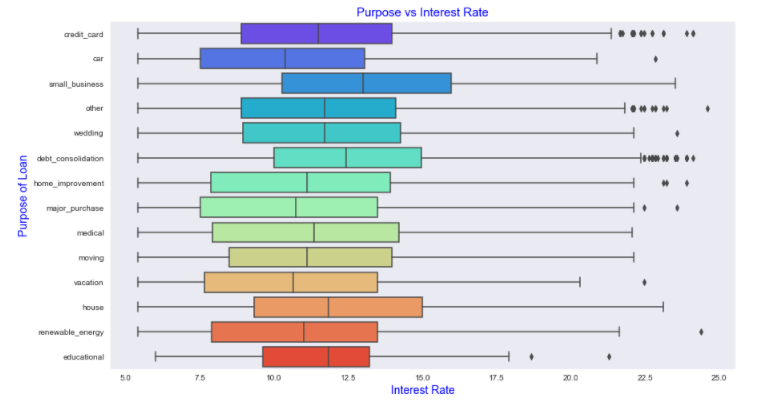 Purpose vs Interest Rate
credit_card
car
small_business
other
wedding
debt_consolidation
home_improvement
major_purchase
medical
moving
vacation
house
renewable_energy
educational
Purpose of Loan
5.0 7.5 10.0 12.5 15.0 17.5 20.0 22.5 25.0
Interest Rate